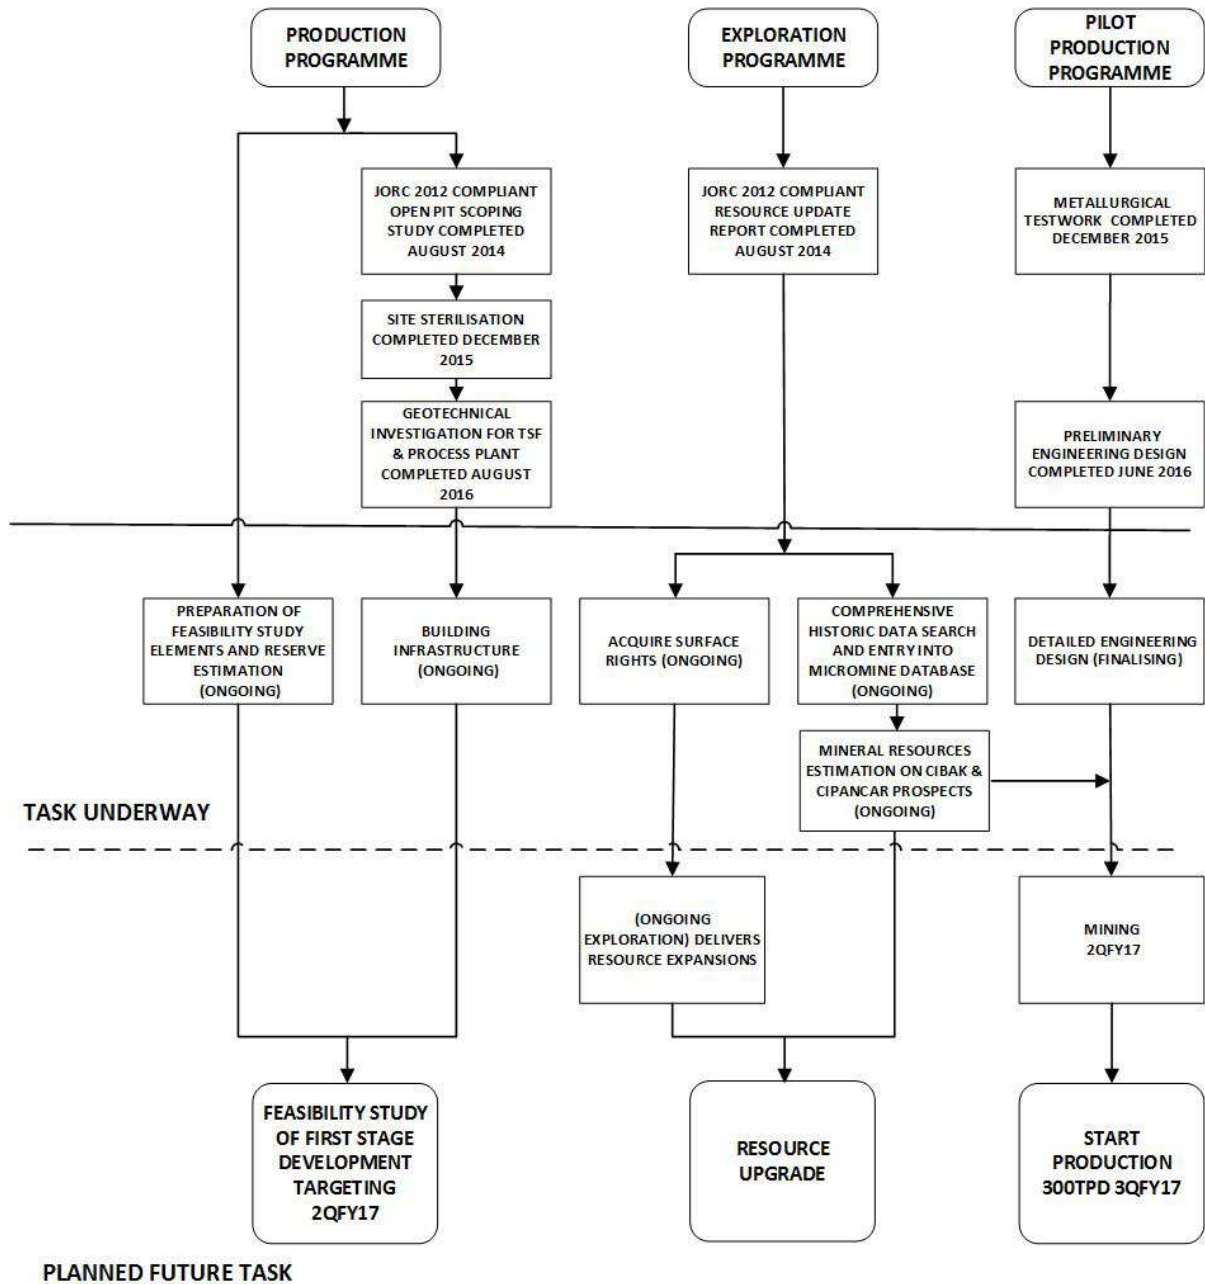 PRODUCTION
PROGRAMME
EXPLORATION
PROGRAMME
PILOT
PRODUCTION
PROGRAMME
JORC 2012 COMPLIANT
OPEN PIT SCOPING
STUDY COMPLETED
AUGUST 2014
JORC 2012 COMPLIANT
RESOURCE UPDATE
REPORT COMPLETED
AUGUST 2014
METALLURGICAL
TESTWORK COMPLETED
DECEMBER 2015
SITE STERILISATION
COMPLETED DECEMBER
2015
GEOTECHNICAL
INVESTIGATION FOR TSF
& PROCESS PLANT
COMPLETED AUGUST
2016
PRELIMINARY
ENGINEERING DESIGN
COMPLETED JUNE 2016
PREPARATION OF
FEASIBILITY STUDY
ELEMENTS AND RESERVE
ESTIMATION
(ONGOING)
BUILDING
INFRASTRUCTURE
(ONGOING)
ACQUIRE SURFACE
RIGHTS (ONGOING)
COMPREHENSIVE
HISTORIC DATA SEARCH
AND ENTRY INTO
MICROMINE DATABASE
(ONGOING)
DETAILED ENGINEERING
DESIGN (FINALISING)
MINERAL RESOURCES
ESTIMATION ON CIBAK &
CIPANCAR PROSPECTS
(ONGOING)
TASK UNDERWAY
(ONGOING
EXPLORATION) DELIVERS
RESOURCE EXPANSIONS
MINING
2QFY17
FEASIBILITY STUDY
OF FIRST STAGE
DEVELOPMENT
TARGETING
2QFY17
RESOURCE
UPGRADE
START
PRODUCTION
300TPD 3QFY17
PLANNED FUTURE TASK